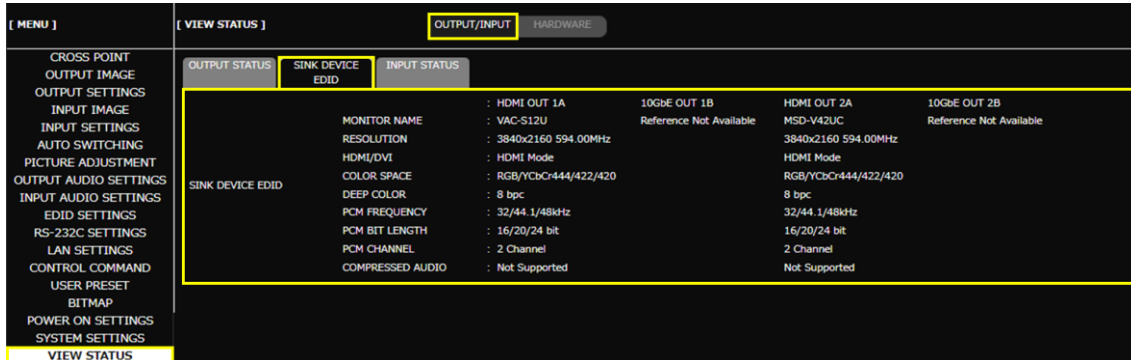 [ MENU ]
[ VIEW STATUS ]
OUTPUT/INPUT
HARDWARE
CROSS POINT
OUTPUT IMAGE
OUTPUT SETTINGS
INPUT IMAGE
INPUT SETTINGS
AUTO SWITCHING
PICTURE ADJUSTMENT
OUTPUT AUDIO SETTINGS
INPUT AUDIO SETTINGS
EDID SETTINGS
RS-232C SETTINGS
LAN SETTINGS
CONTROL COMMAND
USER PRESET
BITMAP
POWER ON SETTINGS
SYSTEM SETTINGS
VIEW STATUS
OUTPUT STATUS
SINK DEVICE
EDID
INPUT STATUS
SINK DEVICE EDID
: HDMI OUT 1A 10GbE OUT 1B HDMI OUT 2A 10GbE OUT 2B
MONITOR NAME : VAC-S12U Reference Not Available MSD-V42UC Reference Not Available
RESOLUTION : 3840x2160 594.00MHz 3840x2160 594.00MHz
HDMI/DVI : HDMI Mode HDMI Mode
COLOR SPACE : RGB/YCbCr444/422/420 RGB/YCbCr444/422/420
DEEP COLOR : 8 bpc 8 bpc
PCM FREQUENCY : 32/44.1/48kHz 32/44.1/48kHz
PCM BIT LENGTH : 16/20/24 bit 16/20/24 bit
PCM CHANNEL : 2 Channel 2 Channel
COMPRESSED AUDIO : Not Supported Not Supported